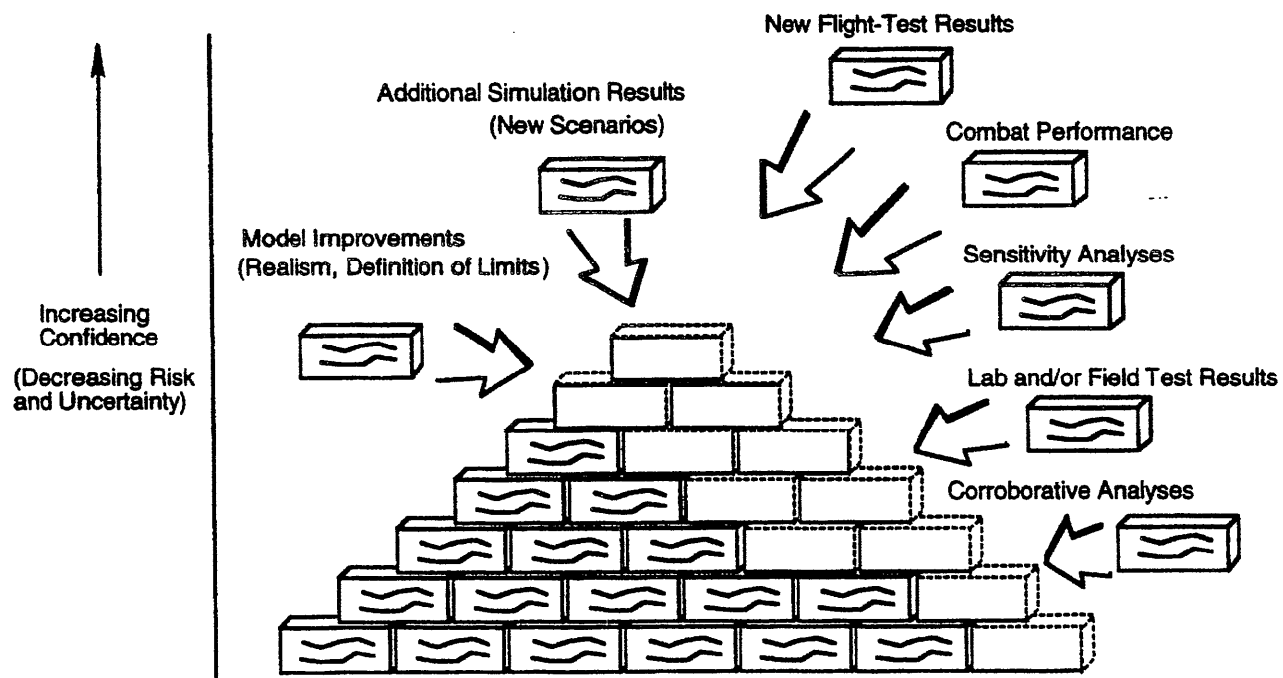 New Flight-Test Results
Additional Simulation Results
(New Scenarios)
Combat Performance
Model Improvements
(Realism, Definition of Limits)
Sensitivity Analyses
Increasing
Confidence
(Decreasing Risk
and Uncertainty)
Lab and/or Field Test Results
Corroborative Analyses